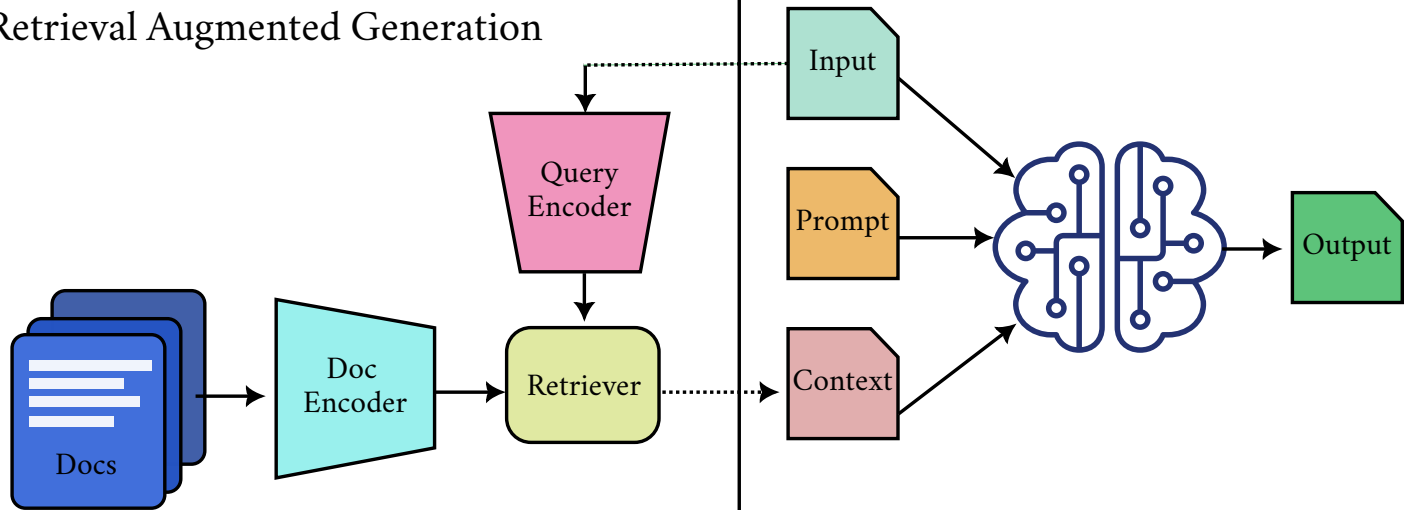 Retrieval Augmented Generation
Input
Query
Encoder
Prompt
Output
Doc
Encoder
Retriever
Context
Docs